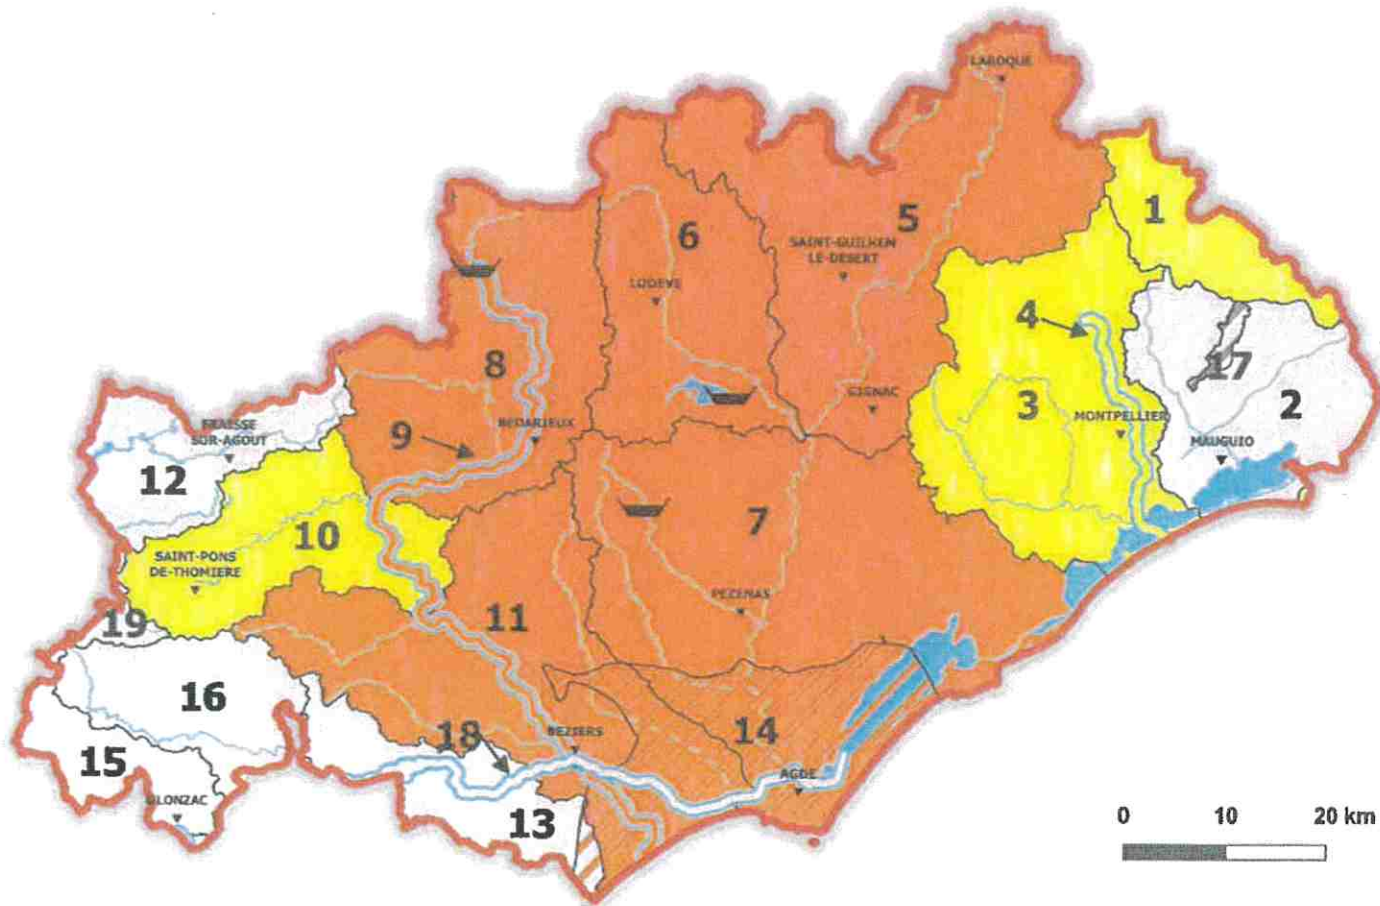 LAROQUE
1
5
6
SAINT-GUILHEM
LE-DESERT
LODEVE
4
8
17
GIGNAC
3
2
MONTPELLIER
9
BEDARIEUX
MAUGUIO
FRAISSE
SUR-AGOUT
12
7
10
SAINT-PONS
DE-THOMIERE
PEZENAS
11
19
16
14
18
BEZIERS
15
AGDE
OLONZAC
13
0 10 20 km